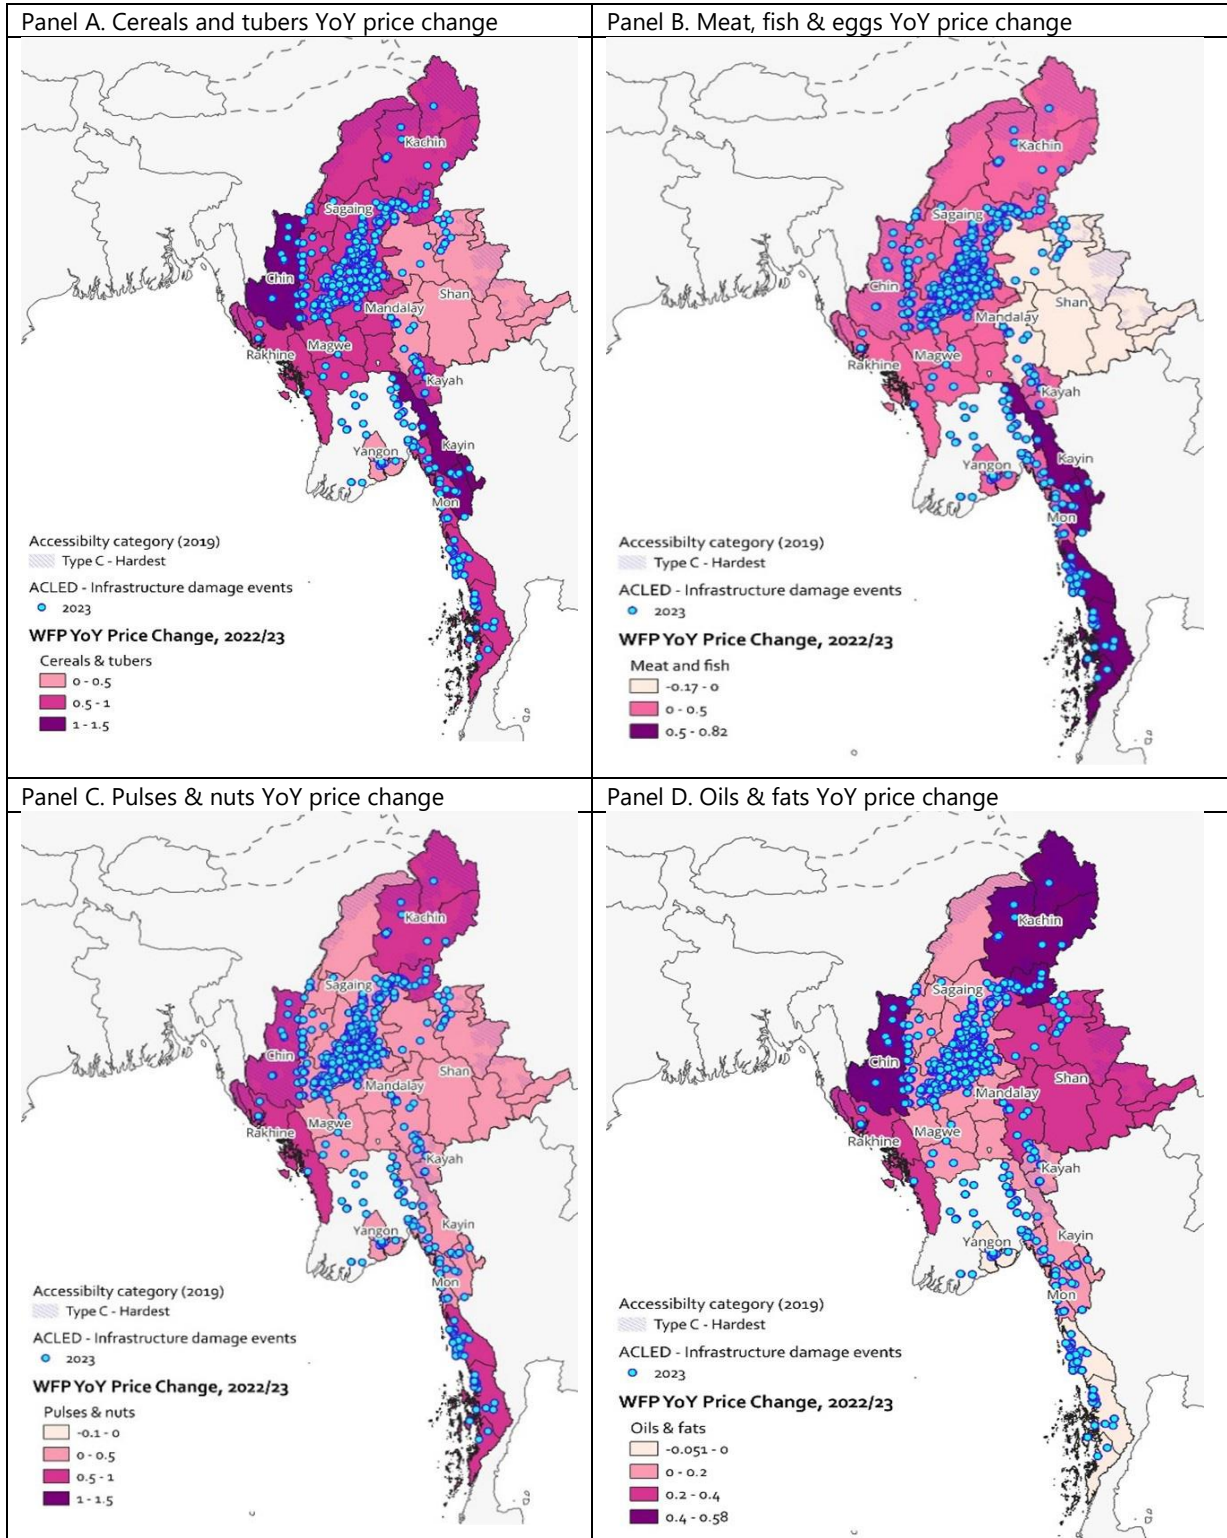 Panel A. Cereals and tubers YoY price change
Kachin
Sagaing
Chin
Shan
Mandalay
Magwe
Rakhine
Kayah
Kayin
Yangon
Mon
Accessibilty category (2019)
Type C - Hardest
ACLED - Infrastructure damage events
2023
WFP YoY Price Change, 2022/23
Cereals & tubers
0 - 0.5
0.5 - 1
1 - 1.5
Panel B. Meat, fish & eggs YoY price change
Kachin
Sagaing
Chin
Shan
Mandalay
Magwe
Rakhine
Kayah
Kayin
Yangon
Mon
Accessibilty category (2019)
Type C - Hardest
ACLED - Infrastructure damage events
2023
WFP YoY Price Change, 2022/23
Meat and fish
-0.17 - 0
0 - 0.5
0.5 - 0.82
Panel C. Pulses & nuts YoY price change
Kachin
Sagaing
Chin
Shan
Mandalay
Magwe
Rakhine
Kayah
Kayin
Yangon
Mon
Accessibilty category (2019)
Type C - Hardest
ACLED - Infrastructure damage events
2023
WFP YoY Price Change, 2022/23
Pulses & nuts
-0.1 - 0
0 - 0.5
0.5 - 1
1 - 1.5
Panel D. Oils & fats YoY price change
Kachin
Sagaing
Chin
Shan
Mandalay
Magwe
Rakhine
Kayah
Kayin
Yangon
Mon
Accessibilty category (2019)
Type C - Hardest
ACLED - Infrastructure damage events
2023
WFP YoY Price Change, 2022/23
Oils & fats
-0.051 - 0
0 - 0.2
0.2 - 0.4
0.4 - 0.58